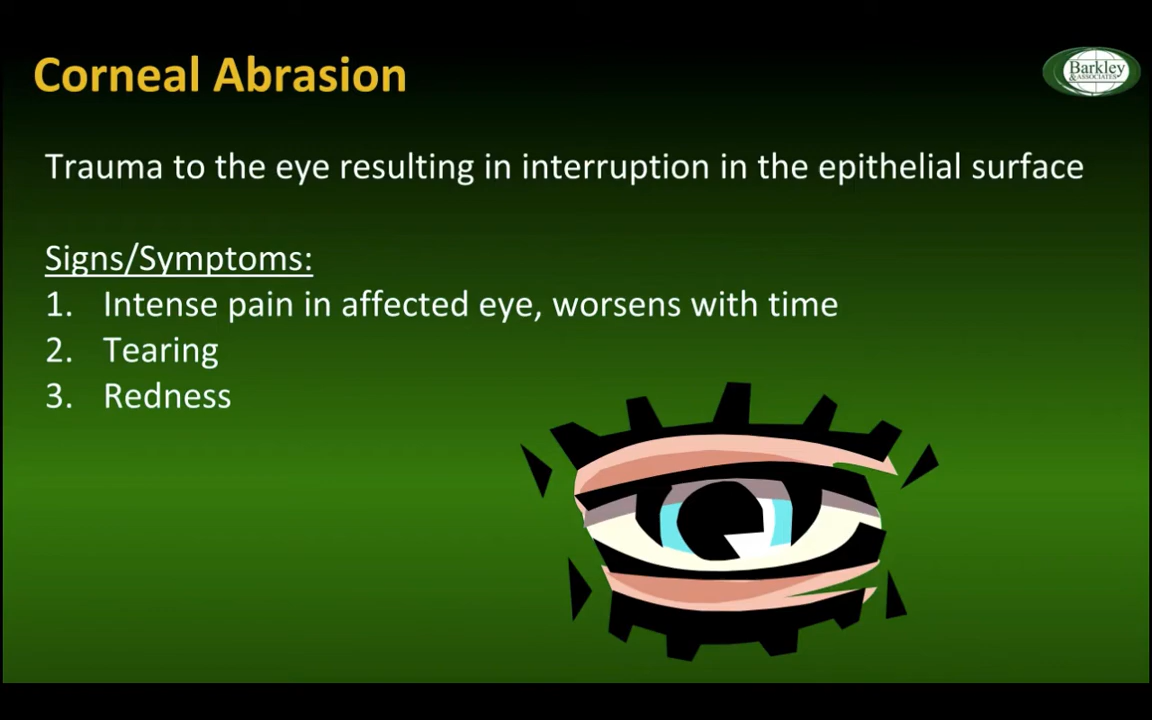 Corneal Abrasion
Barkley
& ASSOCIATES
Trauma to the eye resulting in interruption in the epithelial surface
Signs/Symptoms:
1. Intense pain in affected eye, worsens with time
2. Tearing
3. Redness